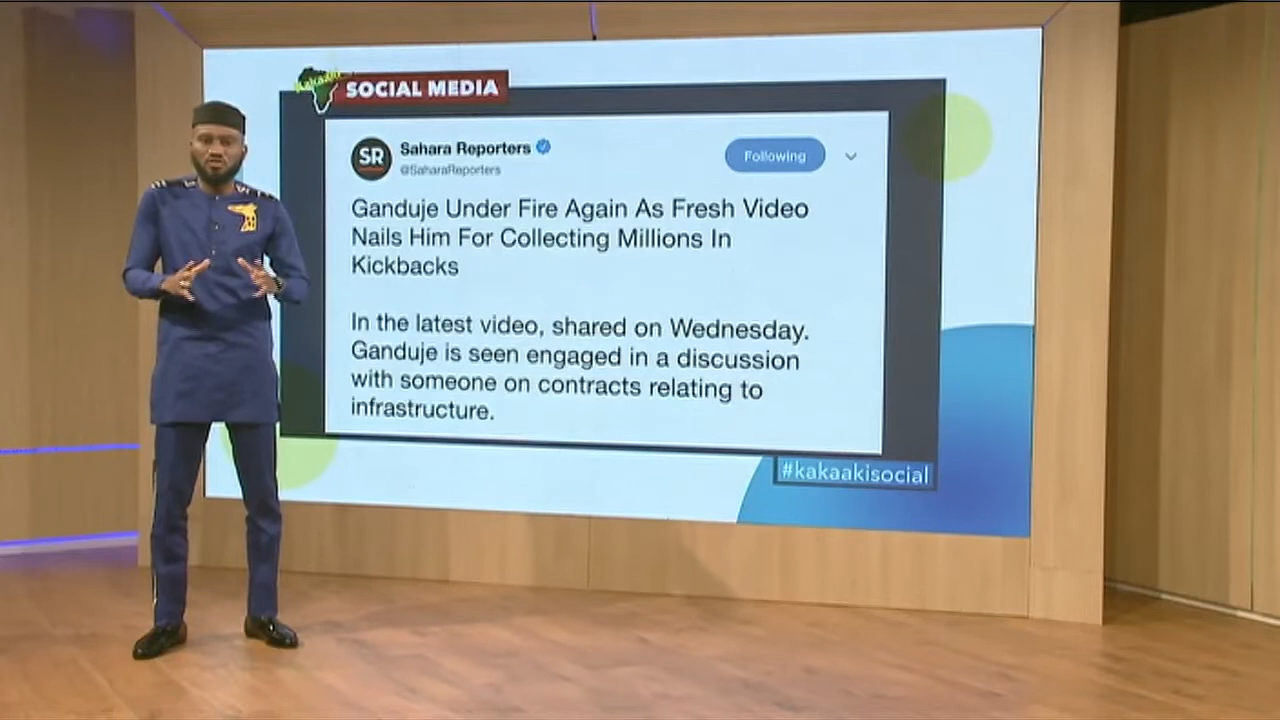 Kakaaki
SOCIAL MEDIA
SR
Sahara Reporters
@SaharaReporters
Following
Ganduje Under Fire Again As Fresh Video
Nails Him For Collecting Millions In
Kickbacks
In the latest video, shared on Wednesday.
Ganduje is seen engaged in a discussion
with someone on contracts relating to
infrastructure.
#kakaakisocial